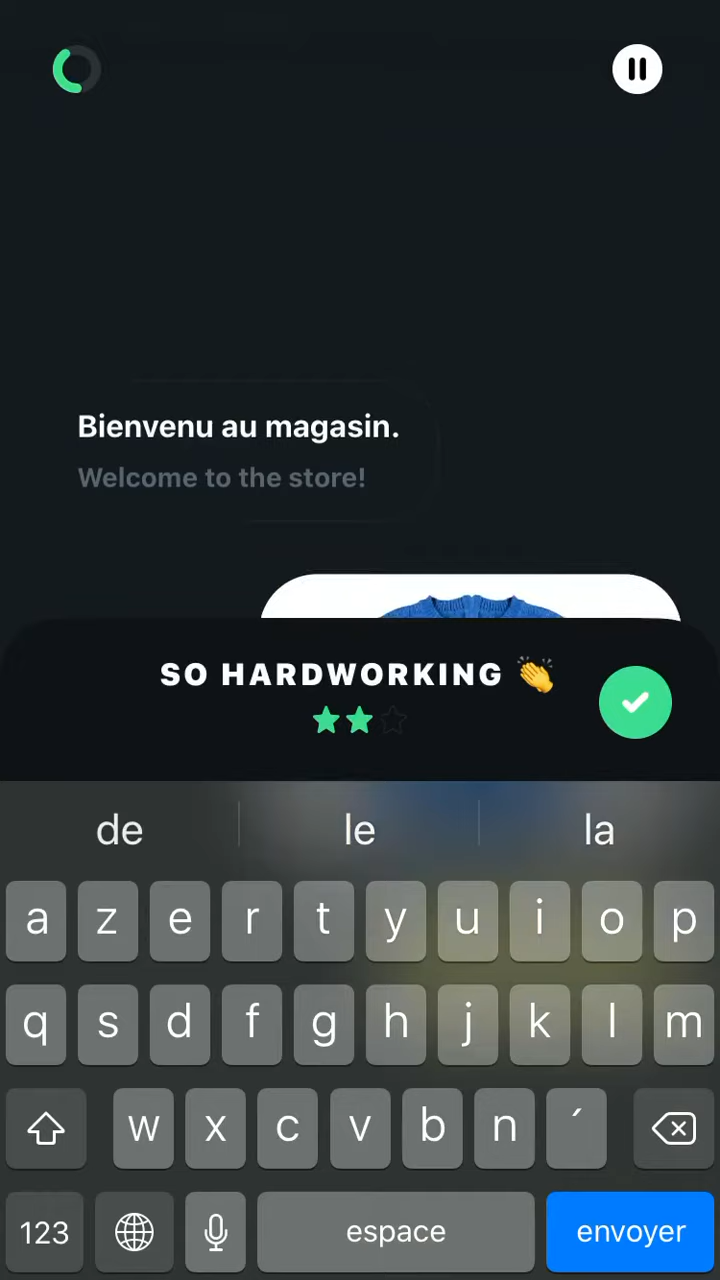 Bienvenu au magasin.
Welcome to the store!
SO HARDWORKING 👏
de le la
a z e r t y u i o p
q s d f g h j k l m
w x c v b n ´
123 espace envoyer